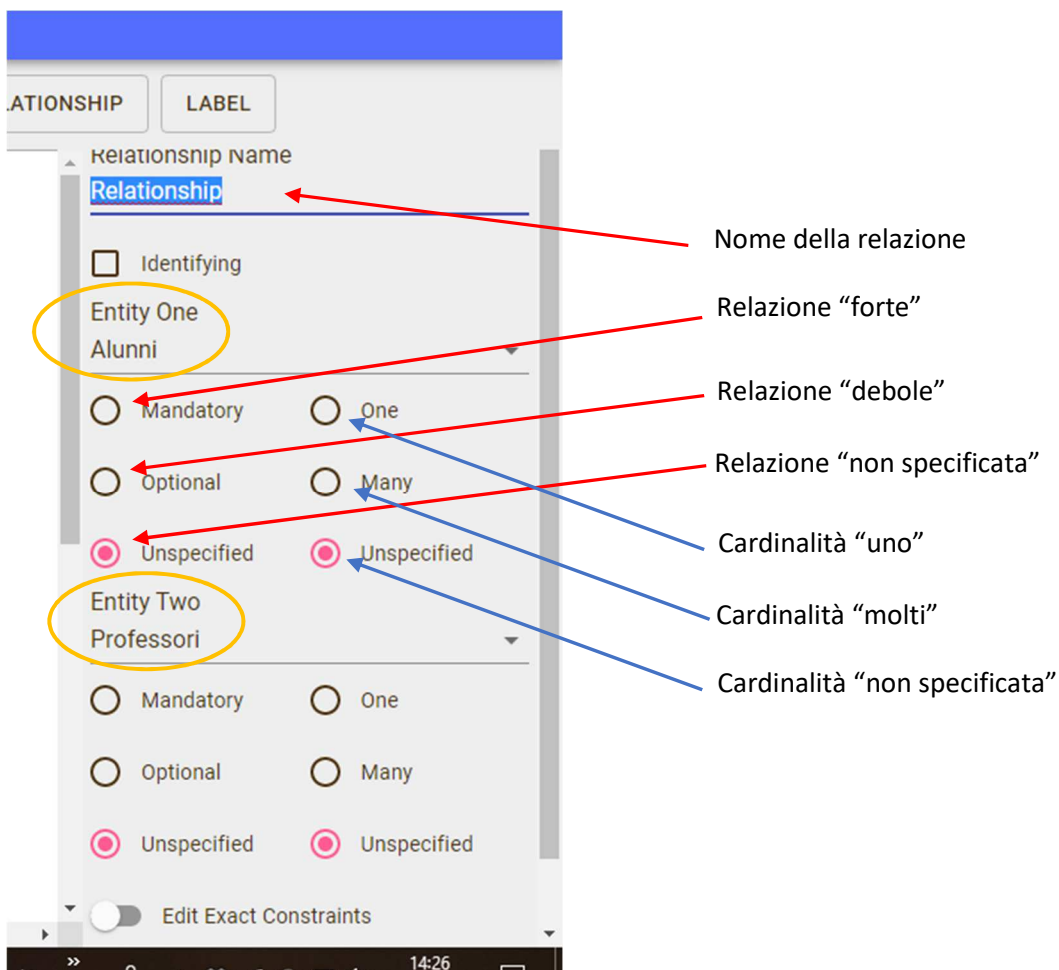 ATIONSHIP LABEL
Relationship Name
Relationship
Nome della relazione
Identifying
Entity One
Relazione “forte”
Alunni
Mandatory One
Relazione “debole”
Optional Many
Relazione “non specificata”
Unspecified Unspecified
Cardinalità “uno”
Entity Two
Cardinalità “molti”
Professori
Cardinalità “non specificata”
Mandatory One
Optional Many
Unspecified Unspecified
Edit Exact Constraints
14:26